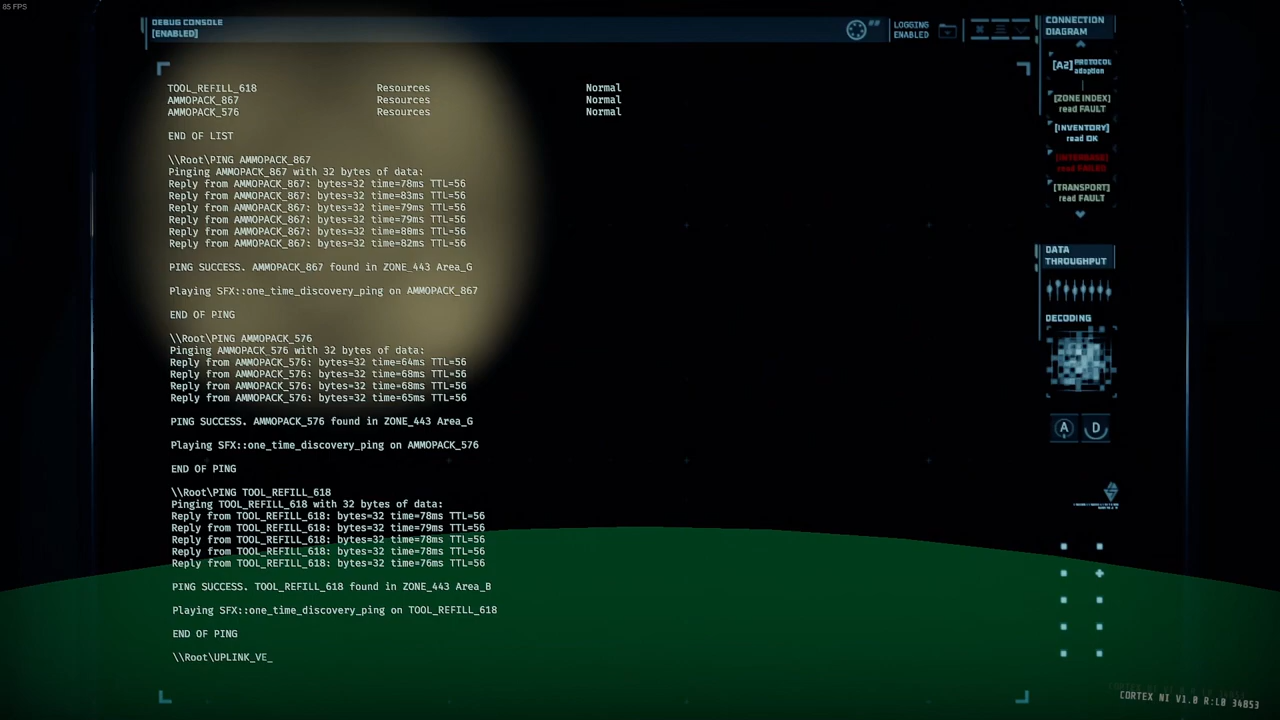 85 FPS
DEBUG CONSOLE
[ENABLED]
LOGGING
ENABLED
CONNECTION
DIAGRAM
TOOL_REFILL_618 Resources Normal
AMMOPACK_867 Resources Normal
AMMOPACK_576 Resources Normal
END OF LIST
\\Root\PING AMMOPACK_867
Pinging AMMOPACK_867 with 32 bytes of data:
Reply from AMMOPACK_867: bytes=32 time=78ms TTL=56
Reply from AMMOPACK_867: bytes=32 time=83ms TTL=56
Reply from AMMOPACK_867: bytes=32 time=79ms TTL=56
Reply from AMMOPACK_867: bytes=32 time=79ms TTL=56
Reply from AMMOPACK_867: bytes=32 time=80ms TTL=56
Reply from AMMOPACK_867: bytes=32 time=82ms TTL=56
PING SUCCESS. AMMOPACK_867 found in ZONE_443 Area_G
Playing SFX::one_time_discovery_ping on AMMOPACK_867
END OF PING
\\Root\PING AMMOPACK_576
Pinging AMMOPACK_576 with 32 bytes of data:
Reply from AMMOPACK_576: bytes=32 time=64ms TTL=56
Reply from AMMOPACK_576: bytes=32 time=68ms TTL=56
Reply from AMMOPACK_576: bytes=32 time=68ms TTL=56
Reply from AMMOPACK_576: bytes=32 time=65ms TTL=56
PING SUCCESS. AMMOPACK_576 found in ZONE_443 Area_G
Playing SFX::one_time_discovery_ping on AMMOPACK_576
END OF PING
\\Root\PING TOOL_REFILL_618
Pinging TOOL_REFILL_618 with 32 bytes of data:
Reply from TOOL_REFILL_618: bytes=32 time=78ms TTL=56
Reply from TOOL_REFILL_618: bytes=32 time=79ms TTL=56
Reply from TOOL_REFILL_618: bytes=32 time=78ms TTL=56
Reply from TOOL_REFILL_618: bytes=32 time=78ms TTL=56
Reply from TOOL_REFILL_618: bytes=32 time=76ms TTL=56
PING SUCCESS. TOOL_REFILL_618 found in ZONE_443 Area_B
Playing SFX::one_time_discovery_ping on TOOL_REFILL_618
END OF PING
\\Root\UPLINK_VE_
[A2] PROTOCOL
adoption
[ZONE INDEX]
read FAULT
[INVENTORY]
read OK
[INTERBASE]
read FAILED
[TRANSPORT]
read FAULT
DATA
THROUGHPUT
DECODING
A D
CORTEX NI V1.0 R:L0 34853